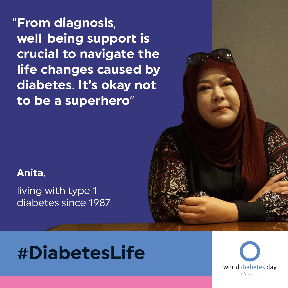 "From diagnosis,
well-being support is
crucial to navigate the
life changes caused by
diabetes. It's okay not
to be a superhero"
Anita,
living with type 1
diabetes since 1987
#DiabetesLife
world diabetes day